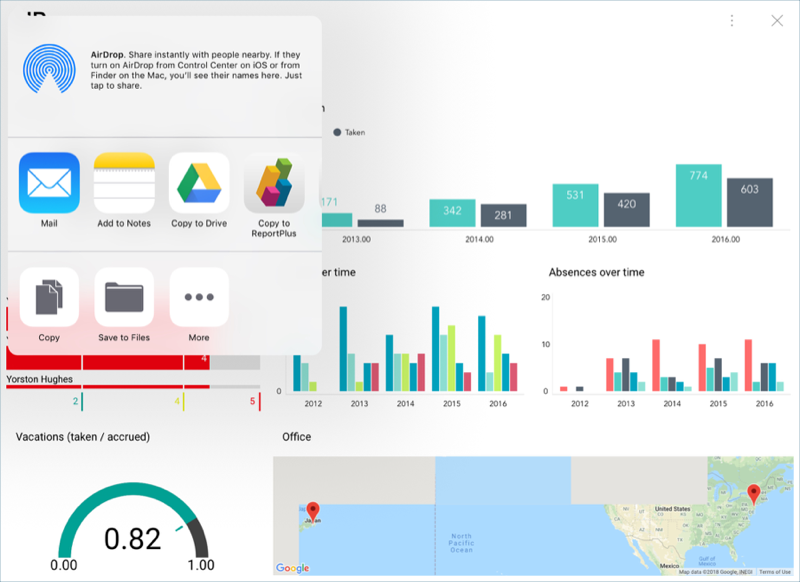 AirDrop. Share instantly with people nearby. If they
turn on AirDrop from Control Center on iOS or from
Finder on the Mac, you'll see their names here. Just
tap to share.
Taken
Mail
Add to Notes
Copy to Drive
Copy to
ReportPlus
Copy
Save to Files
More
171
88
342
281
531
420
774
603
2013.00
2014.00
2015.00
2016.00
er time
0
2012
2013
2014
2015
2016
Absences over time
20
10
0
2012
2013
2014
2015
2016
4
Yorston Hughes
2
4
5
Vacations (taken / accrued)
0.82
0.00
1.00
Office
Japan
North
Pacific
Ocean
United States
Mexico
Gulf of
Mexico
Google
Map data ©2018 Google, INEGI
Terms of Use